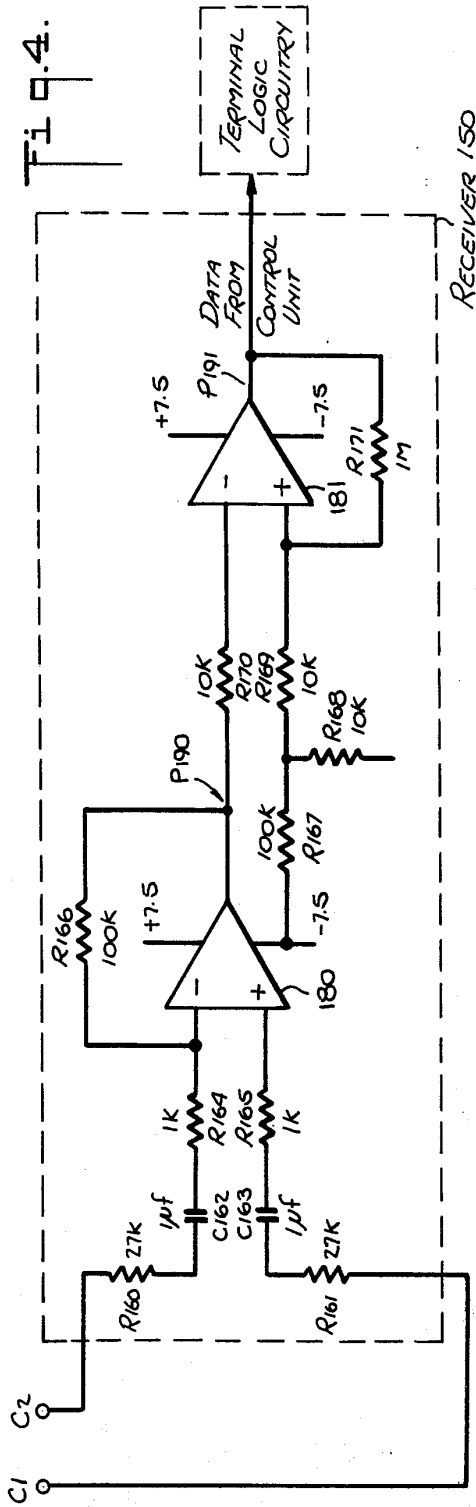 Fig.4.
C1
C2
R160
27K
R161
27K
1µf
C162
C163
1µf
1K
R164
R165
1K
R166
100K
+7.5
-7.5
180
P190
100K
R167
R168
10K
10K
R170
R169
10K
+7.5
-7.5
181
P191
R171
1M
DATA
FROM
CONTROL
UNIT
TERMINAL
LOGIC
CIRCUITRY
RECEIVER 150